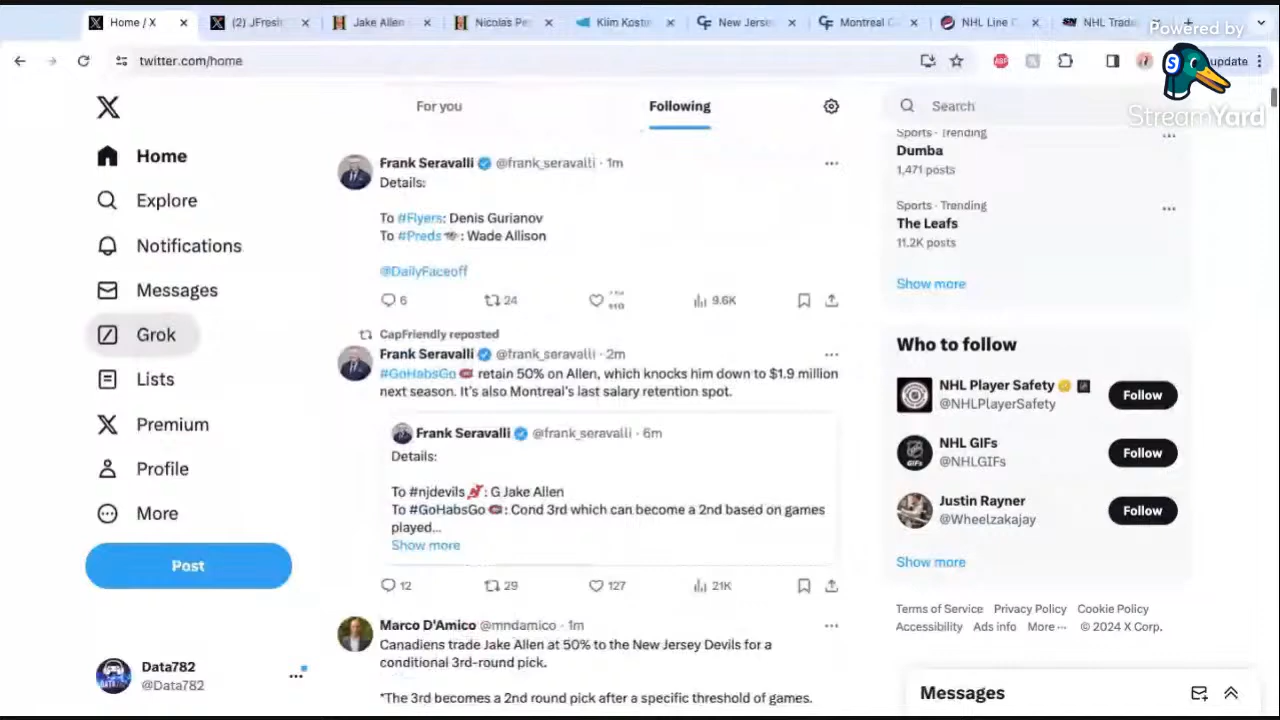 Home / X
(2) JFresh
Jake Allen
Nicolas Pe
Klim Kostin
New Jerse
Montreal C
NHL Line C
NHL Trade
Powered by
twitter.com/home
update
StreamYard
For you
Following
Search
Home
Explore
Notifications
Messages
Grok
Lists
Premium
Profile
More
Post
Data782
@Data782
Frank Seravalli @frank_seravalli · 1m
Details:
To #Flyers: Denis Gurianov
To #Preds : Wade Allison
@DailyFaceoff
6
24
9.6K
CapFriendly reposted
Frank Seravalli @frank_seravalli · 2m
#GoHabsGo retain 50% on Allen, which knocks him down to $1.9 million
next season. It's also Montreal's last salary retention spot.
Frank Seravalli @frank_seravalli · 6m
Details:
To #njdevils : G Jake Allen
To #GoHabsGo : Cond 3rd which can become a 2nd based on games
played...
Show more
12
29
127
21K
Marco D'Amico @mndamico · 1m
Canadiens trade Jake Allen at 50% to the New Jersey Devils for a
conditional 3rd-round pick.
*The 3rd becomes a 2nd round pick after a specific threshold of games.
Sports · Trending
Dumba
1,471 posts
Sports · Trending
The Leafs
11.2K posts
Show more
Who to follow
NHL Player Safety
@NHLPlayerSafety
Follow
NHL GIFs
@NHLGIFs
Follow
Justin Rayner
@Wheelzakajay
Follow
Show more
Terms of Service Privacy Policy Cookie Policy
Accessibility Ads info More ··· © 2024 X Corp.
Messages